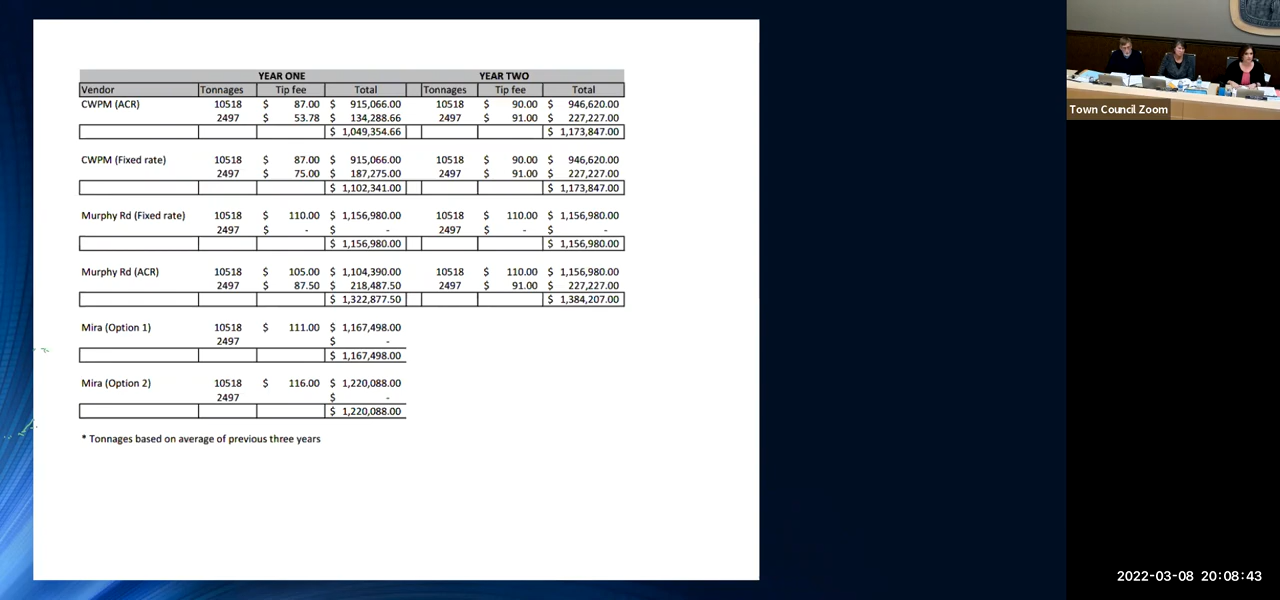 YEAR ONE YEAR TWO
Vendor Tonnages Tip fee Total Tonnages Tip fee Total
CWPM (ACR) 10518 $ 87.00 $ 915,066.00 10518 $ 90.00 $ 946,620.00
2497 $ 53.78 $ 134,288.66 2497 $ 91.00 $ 227,227.00
$ 1,049,354.66 $ 1,173,847.00
CWPM (Fixed rate) 10518 $ 87.00 $ 915,066.00 10518 $ 90.00 $ 946,620.00
2497 $ 75.00 $ 187,275.00 2497 $ 91.00 $ 227,227.00
$ 1,102,341.00 $ 1,173,847.00
Murphy Rd (Fixed rate) 10518 $ 110.00 $ 1,156,980.00 10518 $ 110.00 $ 1,156,980.00
2497 $ - $ - 2497 $ - $ -
$ 1,156,980.00 $ 1,156,980.00
Murphy Rd (ACR) 10518 $ 105.00 $ 1,104,390.00 10518 $ 110.00 $ 1,156,980.00
2497 $ 87.50 $ 218,487.50 2497 $ 91.00 $ 227,227.00
$ 1,322,877.50 $ 1,384,207.00
Mira (Option 1) 10518 $ 111.00 $ 1,167,498.00
2497 $ -
$ 1,167,498.00
Mira (Option 2) 10518 $ 116.00 $ 1,220,088.00
2497 $ -
$ 1,220,088.00
* Tonnages based on average of previous three years
Town Council Zoom
2022-03-08 20:08:43